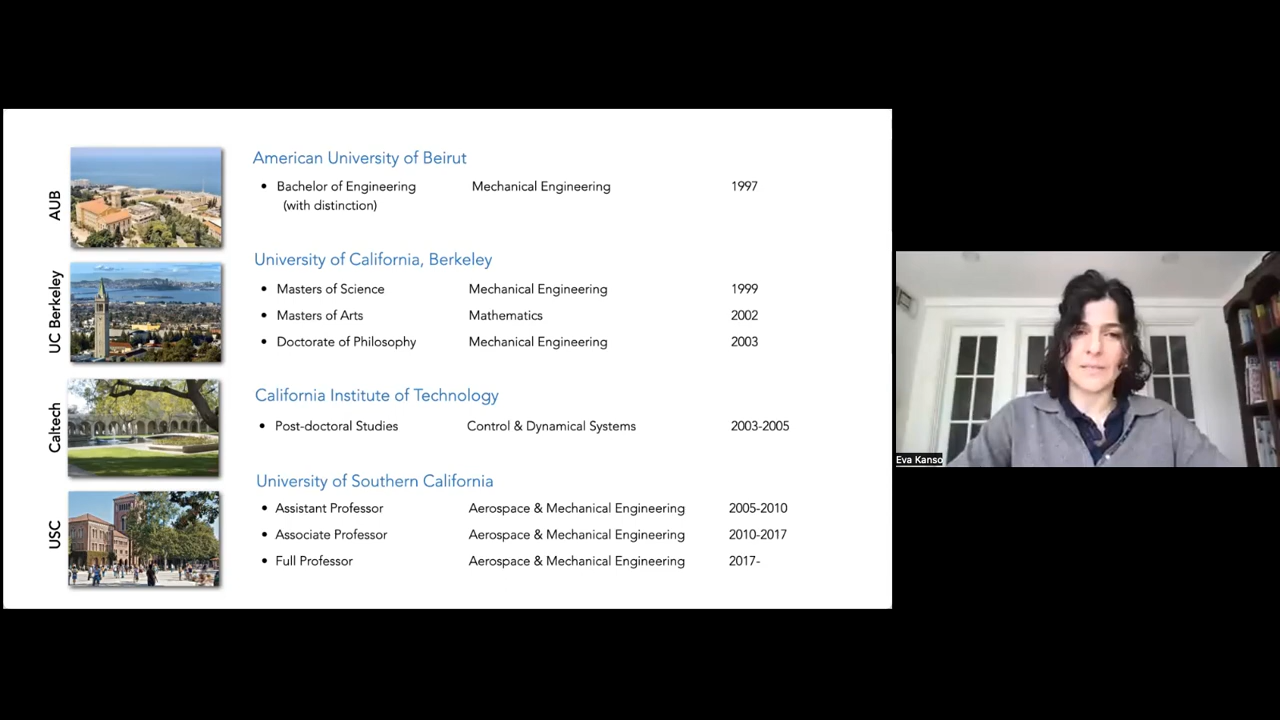 AUB
American University of Beirut
• Bachelor of Engineering Mechanical Engineering 1997
(with distinction)
UC Berkeley
University of California, Berkeley
• Masters of Science Mechanical Engineering 1999
• Masters of Arts Mathematics 2002
• Doctorate of Philosophy Mechanical Engineering 2003
Caltech
California Institute of Technology
• Post-doctoral Studies Control & Dynamical Systems 2003-2005
USC
University of Southern California
• Assistant Professor Aerospace & Mechanical Engineering 2005-2010
• Associate Professor Aerospace & Mechanical Engineering 2010-2017
• Full Professor Aerospace & Mechanical Engineering 2017-
Eva Kanso